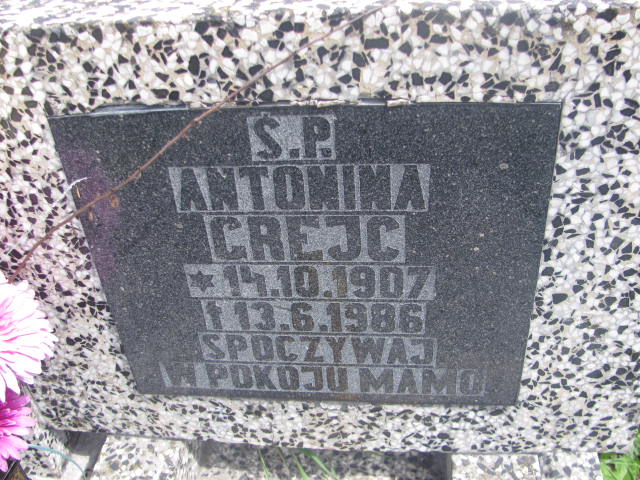 Ś.P.
ANTONINA
GREJC
* 14.10.1907
† 13.6.1986
SPOCZYWAJ
W POKOJU MAMO